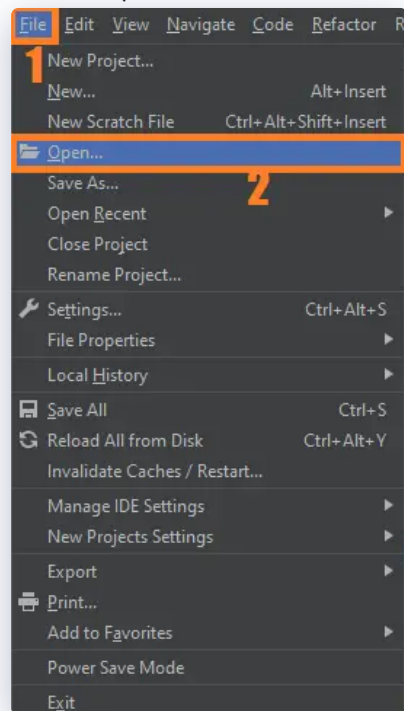 File Edit View Navigate Code Refactor R
1
New Project...
New... Alt+Insert
New Scratch File Ctrl+Alt+Shift+Insert
Open...
2
Save As...
Open Recent
Close Project
Rename Project...
Settings... Ctrl+Alt+S
File Properties
Local History
Save All Ctrl+S
Reload All from Disk Ctrl+Alt+Y
Invalidate Caches / Restart...
Manage IDE Settings
New Projects Settings
Export
Print...
Add to Favorites
Power Save Mode
Exit